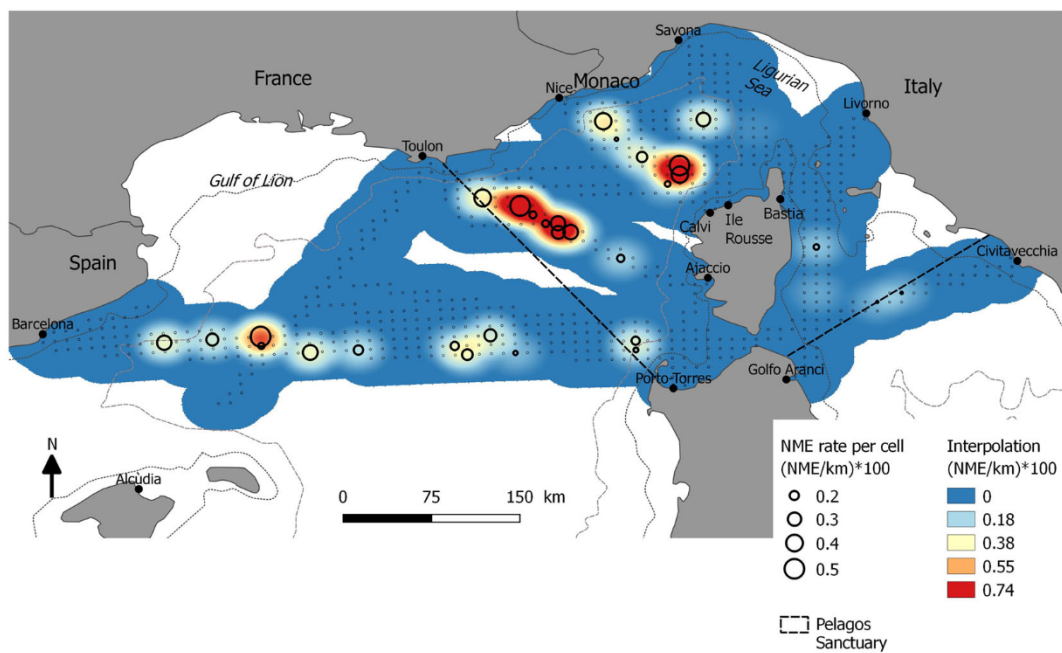 Savona
France
Monaco
Ligurian
Sea
Italy
Nice
Livorno
Toulon
Gulf of Lion
Calvi
Ile
Rousse
Bastia
Spain
Ajaccio
Civitavecchia
Barcelona
Porto-Torres
Golfo Aranci
N
Alcùdia
0 75 150 km
NME rate per cell
(NME/km)*100
0.2
0.3
0.4
0.5
Interpolation
(NME/km)*100
0
0.18
0.38
0.55
0.74
Pelagos
Sanctuary